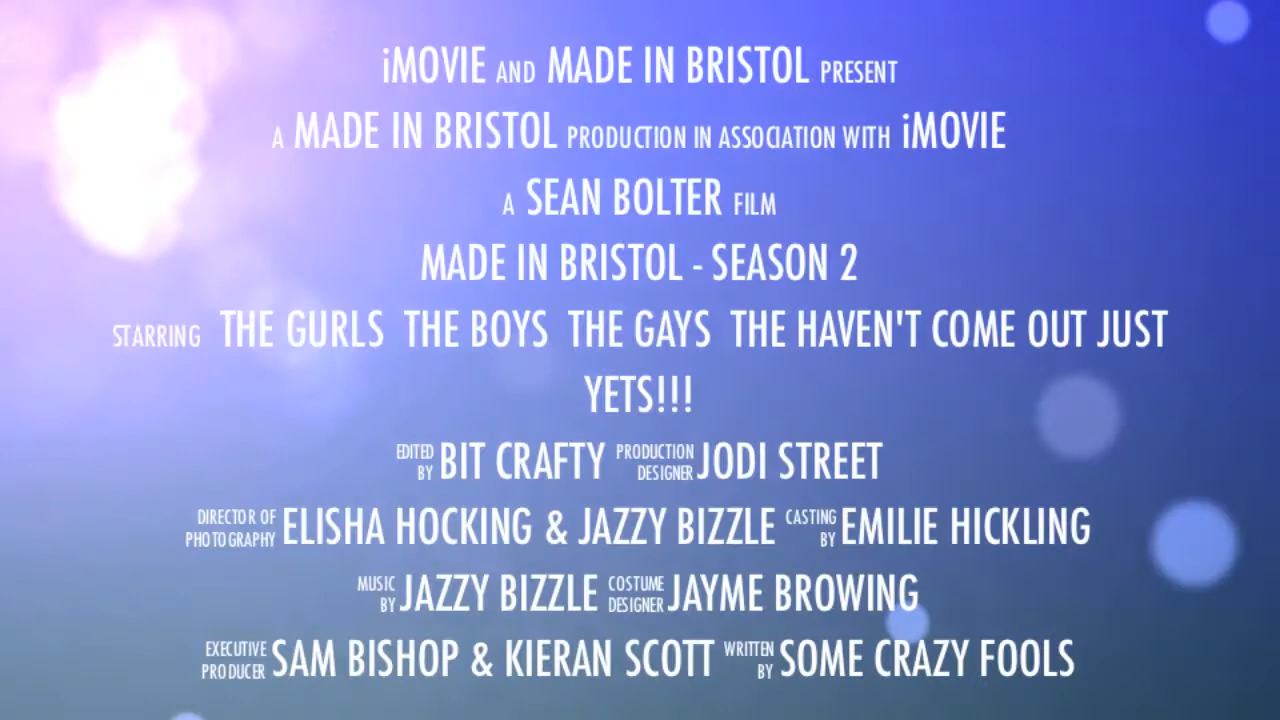 iMOVIE AND MADE IN BRISTOL PRESENT
A MADE IN BRISTOL PRODUCTION IN ASSOCIATION WITH iMOVIE
A SEAN BOLTER FILM
MADE IN BRISTOL - SEASON 2
STARRING THE GURLS THE BOYS THE GAYS THE HAVEN'T COME OUT JUST
YETS!!!
EDITED BY BIT CRAFTY PRODUCTION DESIGNER JODI STREET
DIRECTOR OF PHOTOGRAPHY ELISHA HOCKING & JAZZY BIZZLE CASTING BY EMILIE HICKLING
MUSIC BY JAZZY BIZZLE COSTUME DESIGNER JAYME BROWING
EXECUTIVE PRODUCER SAM BISHOP & KIERAN SCOTT WRITTEN BY SOME CRAZY FOOLS